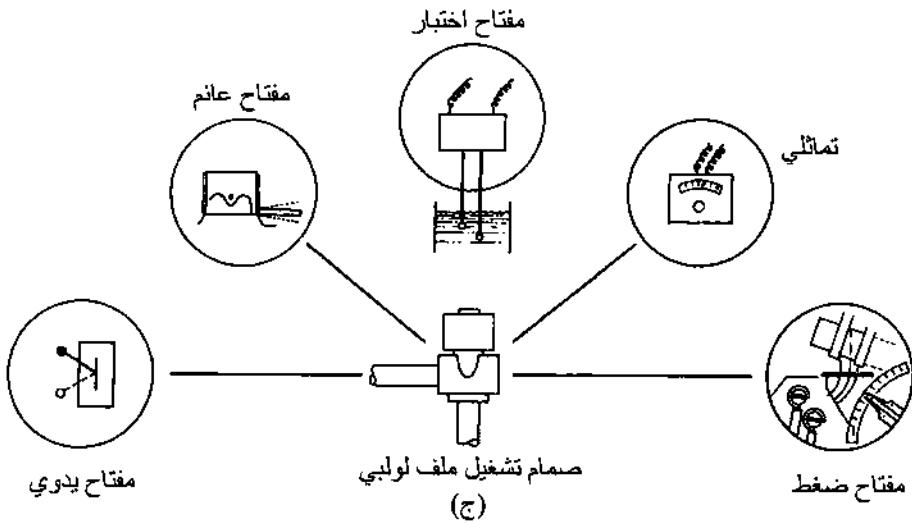 مفتاح اختبار
مفتاح عائم
تماثلي
مفتاح يدوي
صمام تشغيل ملف لولبي
(ج)
مفتاح ضغط